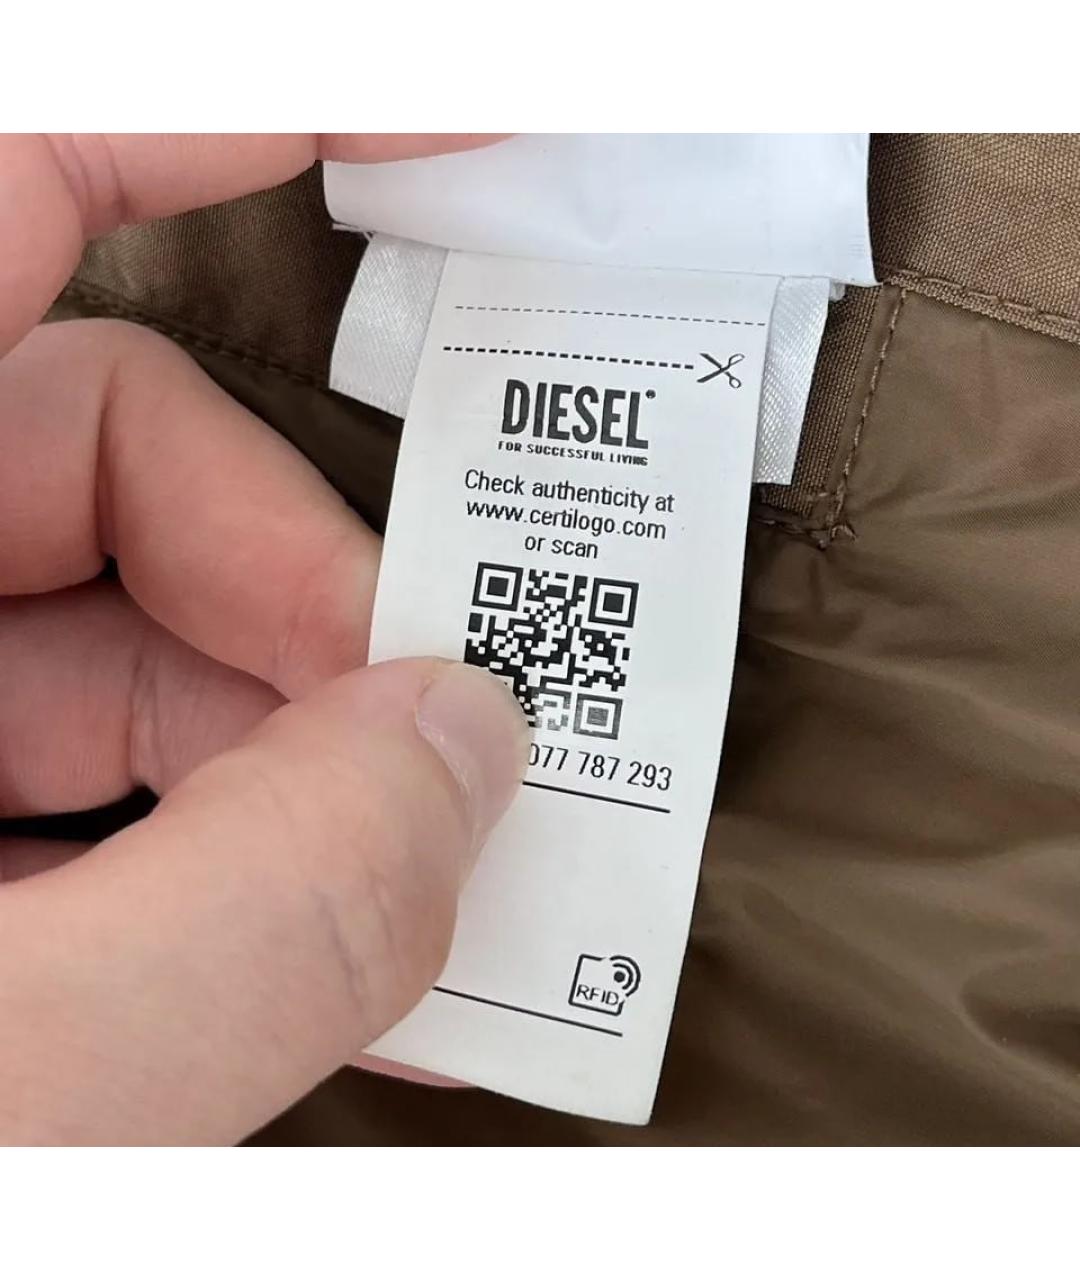 DIESEL
FOR SUCCESSFUL LIVING
Check authenticity at
www.certilogo.com
or scan
077 787 293
RFID